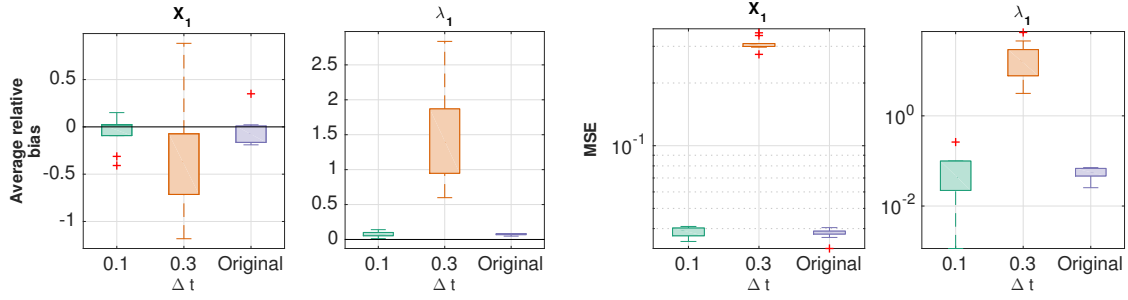 X1
0.5
0
-0.5
-1
Average relative
bias
0.1 0.3 Original
Δ t
λ1
2.5
2
1.5
1
0.5
0
0.1 0.3 Original
Δ t
X1
10-1
MSE
0.1 0.3 Original
Δ t
λ1
100
10-2
0.1 0.3 Original
Δ t